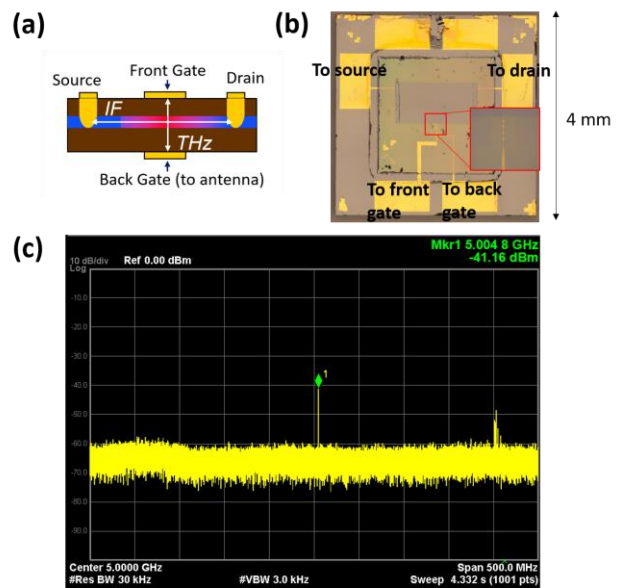 (a)
Source
Front Gate
Drain
IF
THz
Back Gate (to antenna)
(b)
To source
To drain
4 mm
To front
gate
To back
gate
(c)
Mkr1 5.004 8 GHz
-41.16 dBm
10 dB/div
Ref 0.00 dBm
Log
-10.0
-20.0
-30.0
-40.0
-50.0
-60.0
-70.0
-80.0
-90.0
1
Center 5.0000 GHz
Span 500.0 MHz
#Res BW 30 kHz
#VBW 3.0 kHz
Sweep 4.332 s (1001 pts)